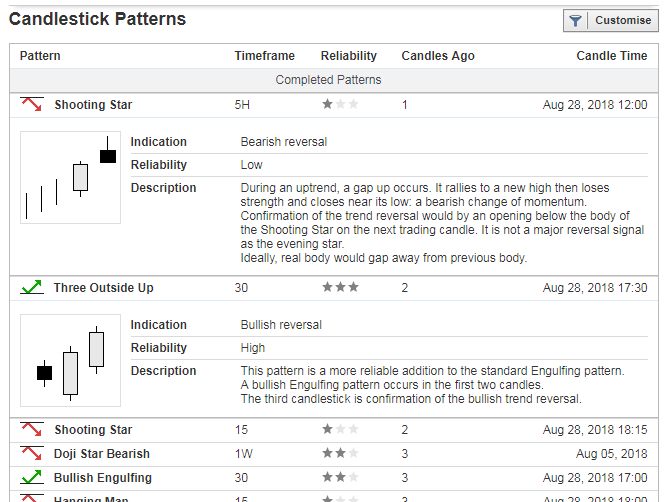 Candlestick Patterns
Customise
Pattern Timeframe Reliability Candles Ago Candle Time
Completed Patterns
Shooting Star 5H 1 Aug 28, 2018 12:00
Indication Bearish reversal
Reliability Low
Description During an uptrend, a gap up occurs. It rallies to a new high then loses
strength and closes near its low: a bearish change of momentum.
Confirmation of the trend reversal would by an opening below the body of
the Shooting Star on the next trading candle. It is not a major reversal signal
as the evening star.
Ideally, real body would gap away from previous body.
Three Outside Up 30 2 Aug 28, 2018 17:30
Indication Bullish reversal
Reliability High
Description This pattern is a more reliable addition to the standard Engulfing pattern.
A bullish Engulfing pattern occurs in the first two candles.
The third candlestick is confirmation of the bullish trend reversal.
Shooting Star 15 2 Aug 28, 2018 18:15
Doji Star Bearish 1W 3 Aug 05, 2018
Bullish Engulfing 30 3 Aug 28, 2018 17:00
Hanging Man 15 3 Aug 28, 2018 18:00